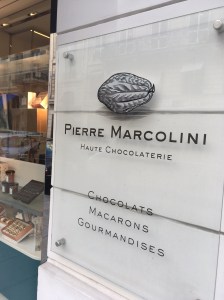 PIERRE MARCOLINI
HAUTE CHOCOLATERIE
CHOCOLATS
MACARONS
GOURMANDISES